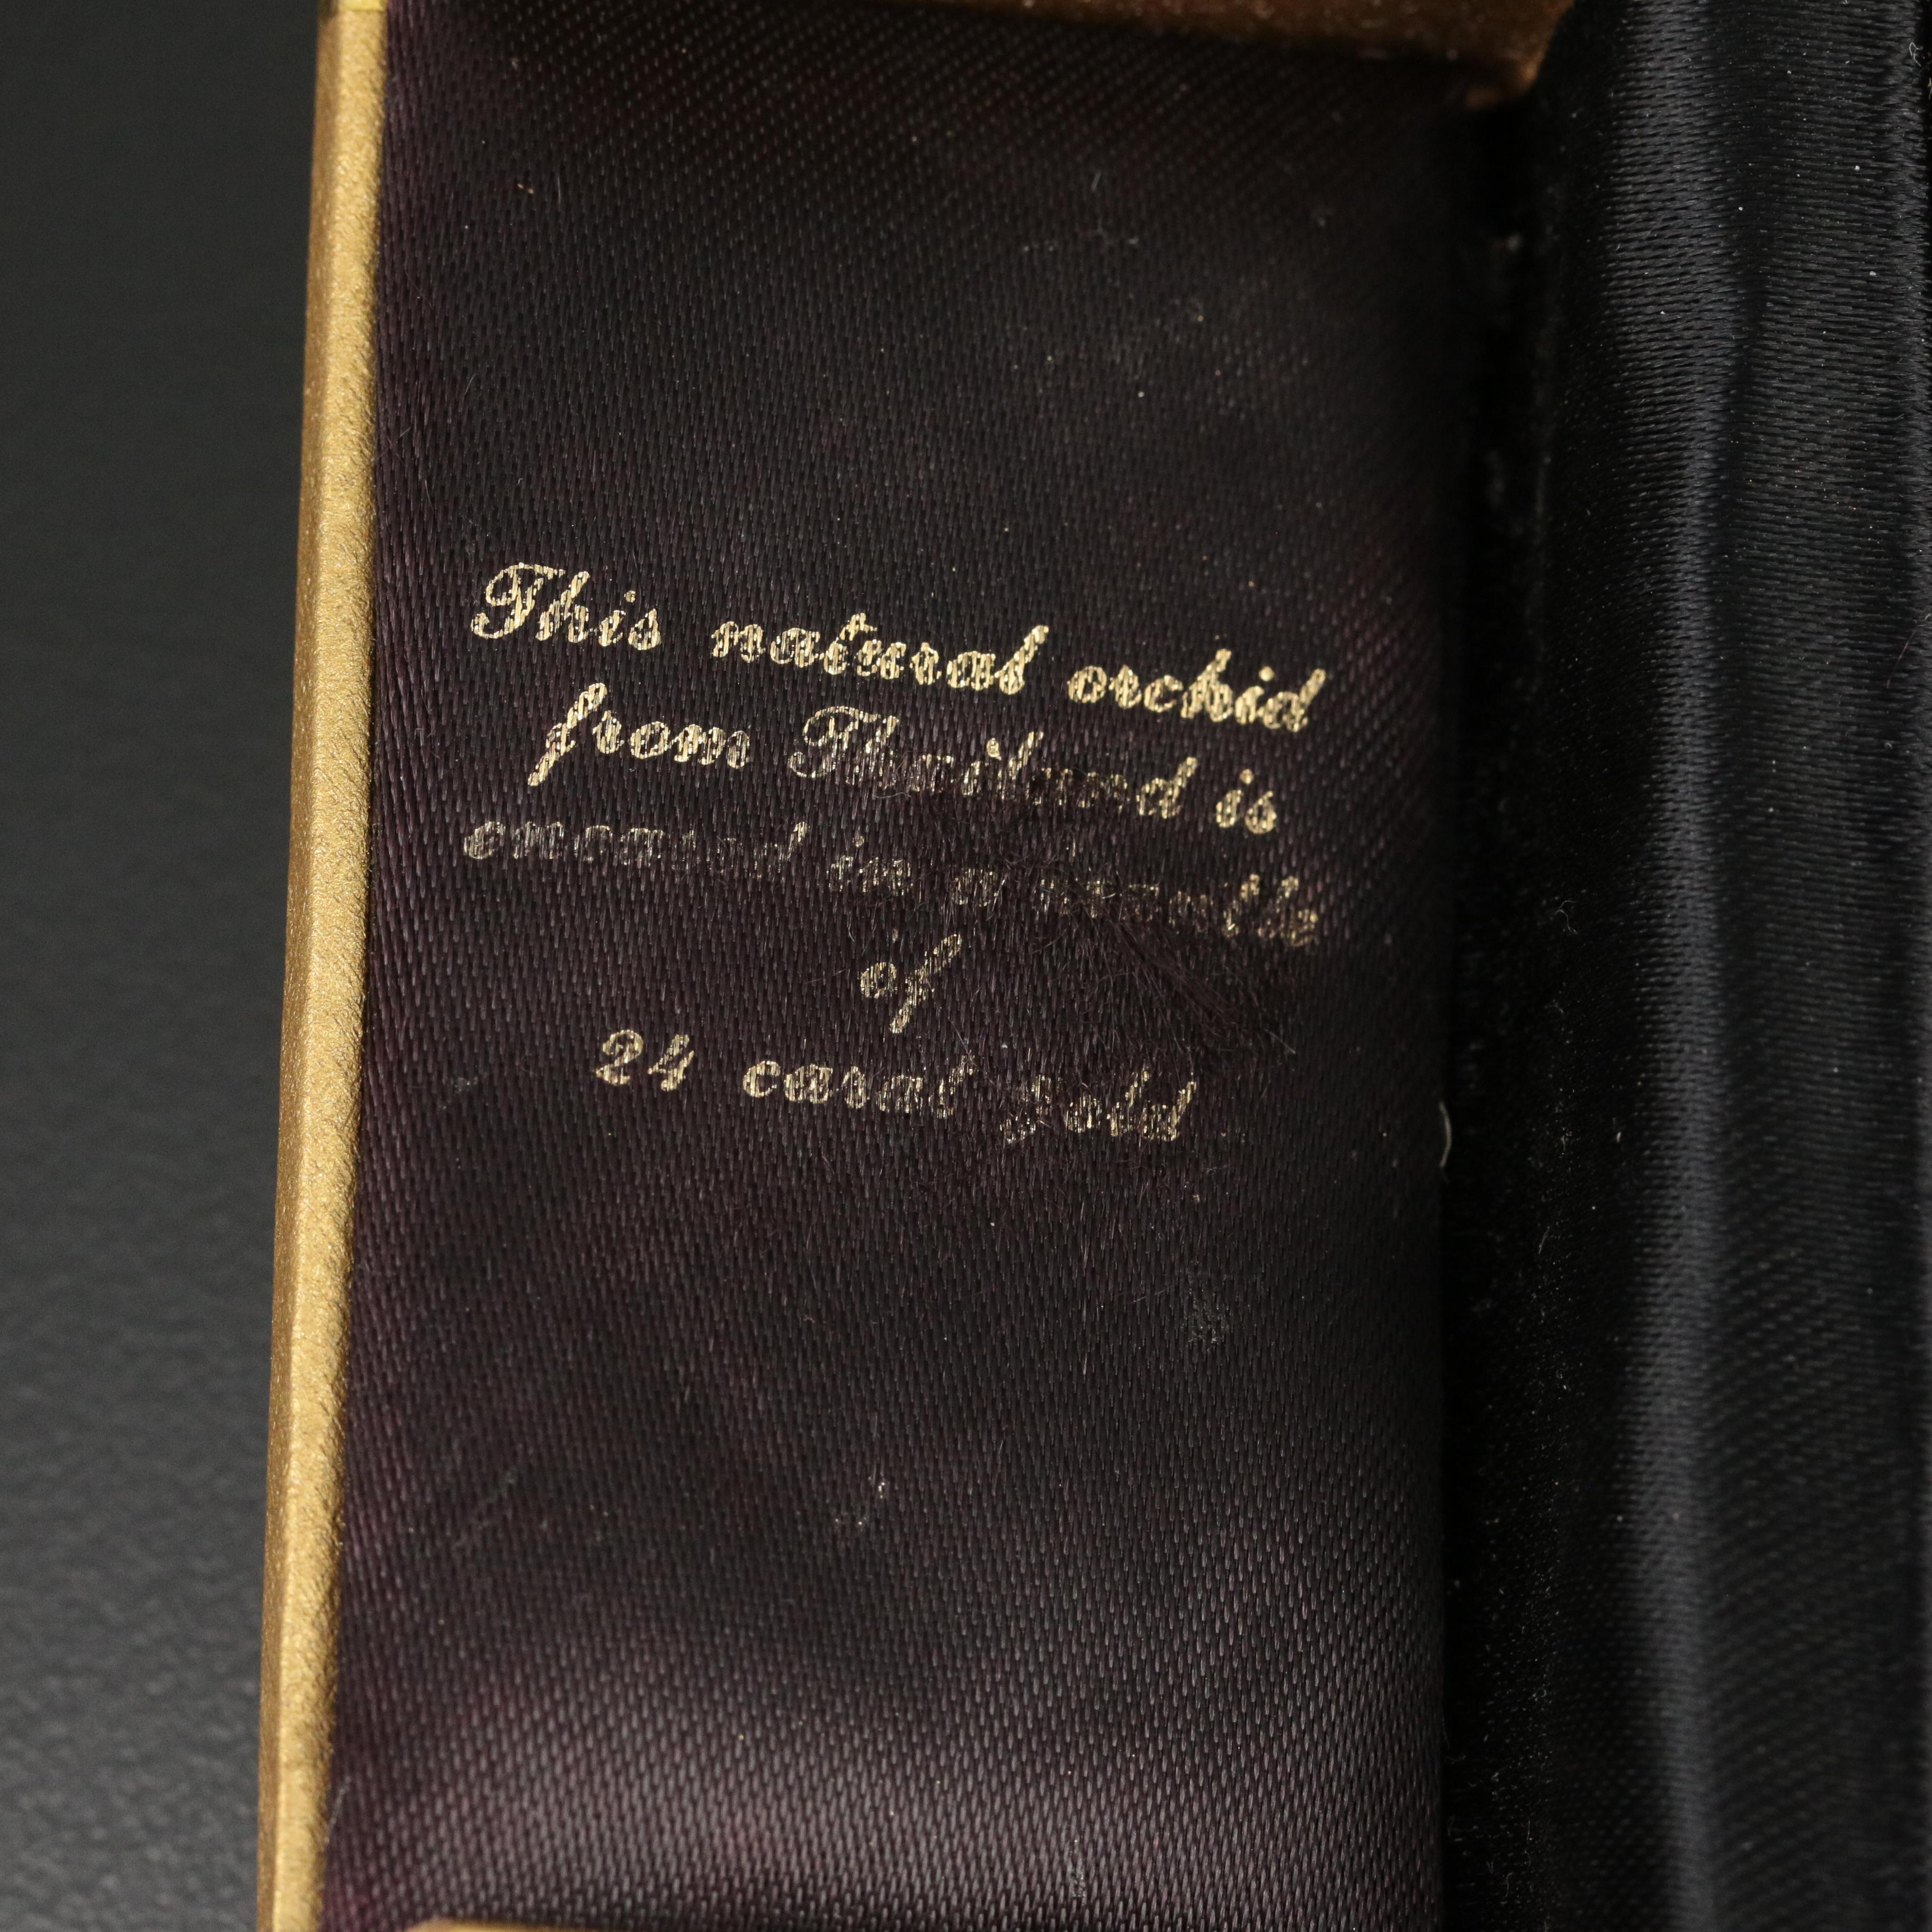 This natural orchid
from Thailand is
encased in a mantle
of
24 carat gold